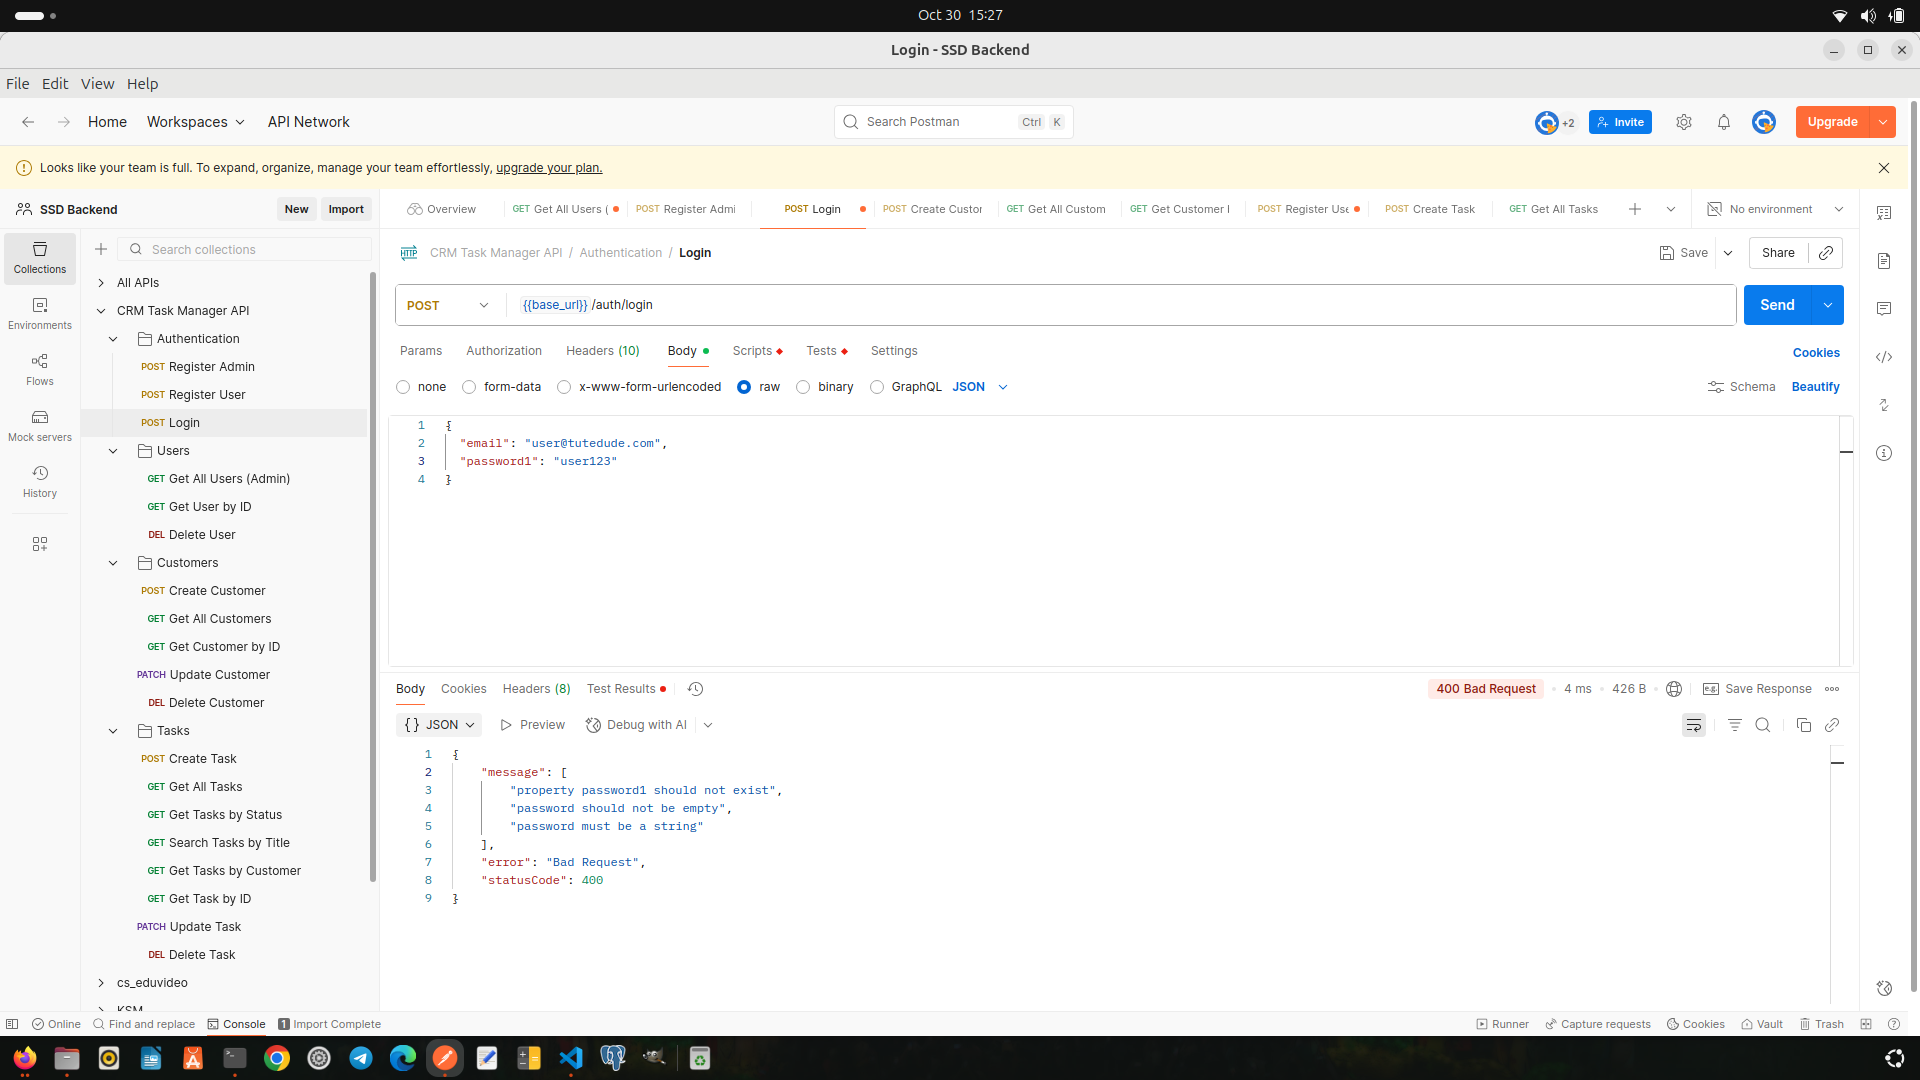 Oct 30 15:27
Login - SSD Backend
File Edit View Help
Home Workspaces API Network
Search Postman Ctrl K
+2 Invite Upgrade
Looks like your team is full. To expand, organize, manage your team effortlessly, upgrade your plan.
SSD Backend New Import
Overview GET Get All Users ( POST Register Admi POST Login POST Create Custor GET Get All Custom GET Get Customer I POST Register Use POST Create Task GET Get All Tasks No environment
Collections
Environments
Flows
Mock servers
History
Search collections
All APIs
CRM Task Manager API
Authentication
POST Register Admin
POST Register User
POST Login
Users
GET Get All Users (Admin)
GET Get User by ID
DEL Delete User
Customers
POST Create Customer
GET Get All Customers
GET Get Customer by ID
PATCH Update Customer
DEL Delete Customer
Tasks
POST Create Task
GET Get All Tasks
GET Get Tasks by Status
GET Search Tasks by Title
GET Get Tasks by Customer
GET Get Task by ID
PATCH Update Task
DEL Delete Task
cs_eduvideo
KSM
HTTP CRM Task Manager API / Authentication / Login
Save Share
POST {{base_url}} /auth/login Send
Params Authorization Headers (10) Body Scripts Tests Settings Cookies
none form-data x-www-form-urlencoded raw binary GraphQL JSON Schema Beautify
1 {
2 "email": "user@tutedude.com",
3 "password1": "user123"
4 }
Body Cookies Headers (8) Test Results 400 Bad Request 4 ms 426 B e.g. Save Response
{} JSON Preview Debug with AI
1 {
2 "message": [
3 "property password1 should not exist",
4 "password should not be empty",
5 "password must be a string"
6 ],
7 "error": "Bad Request",
8 "statusCode": 400
9 }
Online Find and replace Console 1 Import Complete Runner Capture requests Cookies Vault Trash